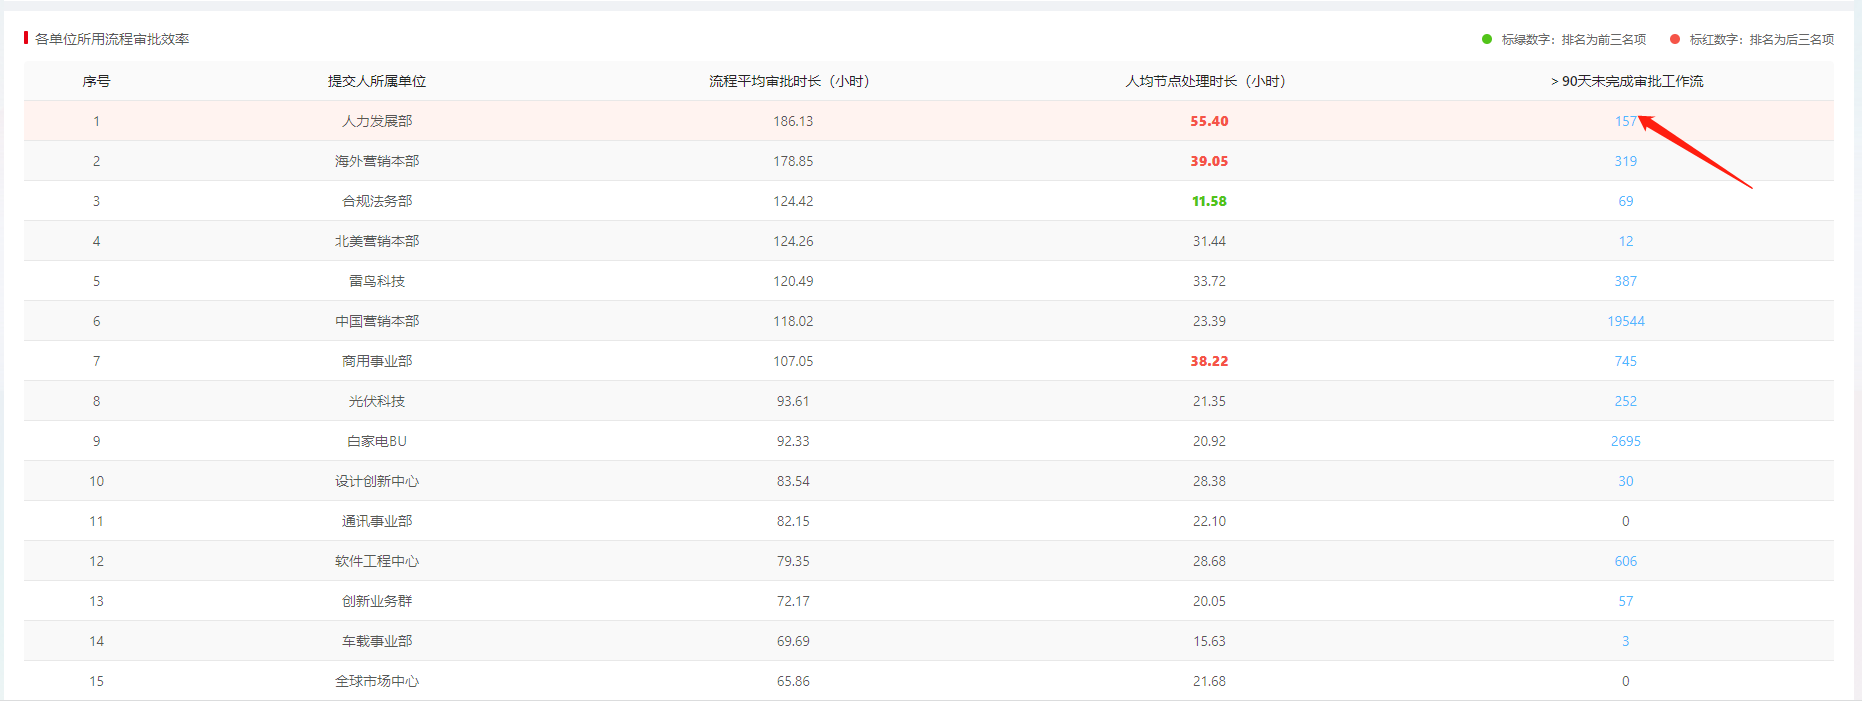 各单位所用流程审批效率
标绿数字：排名为前三名项 标红数字：排名为后三名项
序号 提交人所属单位 流程平均审批时长（小时） 人均节点处理时长（小时） > 90天未完成审批工作流
1 人力发展部 186.13 55.40 157
2 海外营销本部 178.85 39.05 319
3 合规法务部 124.42 11.58 69
4 北美营销本部 124.26 31.44 12
5 雷鸟科技 120.49 33.72 387
6 中国营销本部 118.02 23.39 19544
7 商用事业部 107.05 38.22 745
8 光伏科技 93.61 21.35 252
9 白家电BU 92.33 20.92 2695
10 设计创新中心 83.54 28.38 30
11 通讯事业部 82.15 22.10 0
12 软件工程中心 79.35 28.68 606
13 创新业务群 72.17 20.05 57
14 车载事业部 69.69 15.63 3
15 全球市场中心 65.86 21.68 0